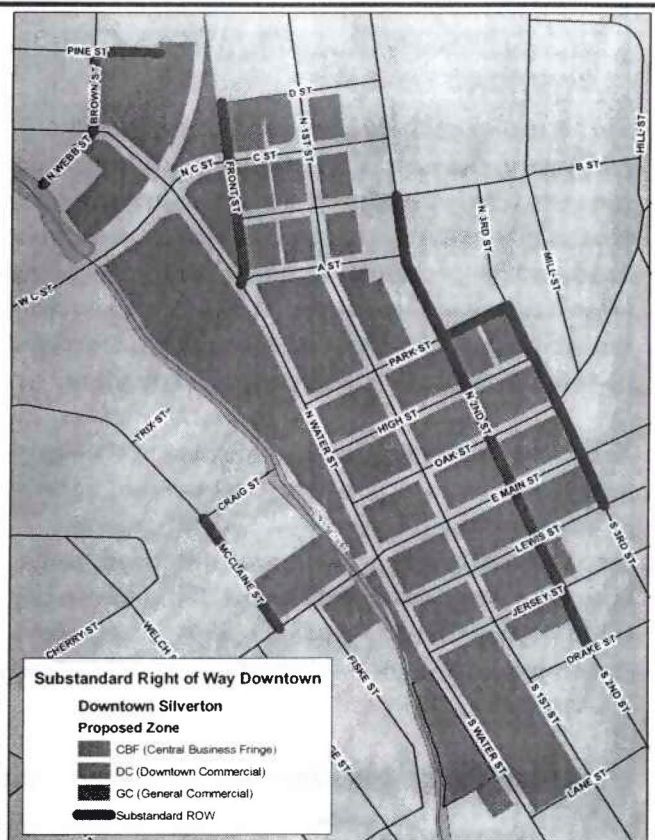 PINE ST
BROWN ST
D ST
N WEBB ST
N 1ST ST
C ST
N C ST
FRONT ST
HILL ST
B ST
N 3RD ST
MILL ST
A ST
W C ST
PARK ST
N 2ND ST
HIGH ST
N WATER ST
TRIX ST
OAK ST
CRAIG ST
E MAIN ST
LEWIS ST
S 3RD ST
MCCLAINE ST
JERSEY ST
CHERRY ST
WELCH
DRAKE ST
FISKE ST
S 2ND ST
S 1ST ST
S WATER ST
LANE ST
GE ST
Substandard Right of Way Downtown
Downtown Silverton
Proposed Zone
CBF (Central Business Fringe)
DC (Downtown Commercial)
GC (General Commercial)
Substandard ROW